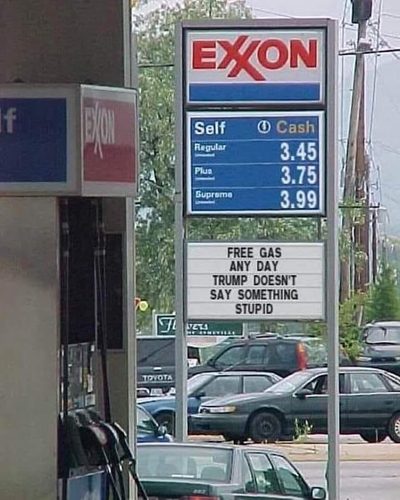 EXXON
Self Cash
Regular
3.45
Plus
3.75
Supreme
3.99
FREE GAS
ANY DAY
TRUMP DOESN'T
SAY SOMETHING
STUPID
lf
EXXON
TOYOTA